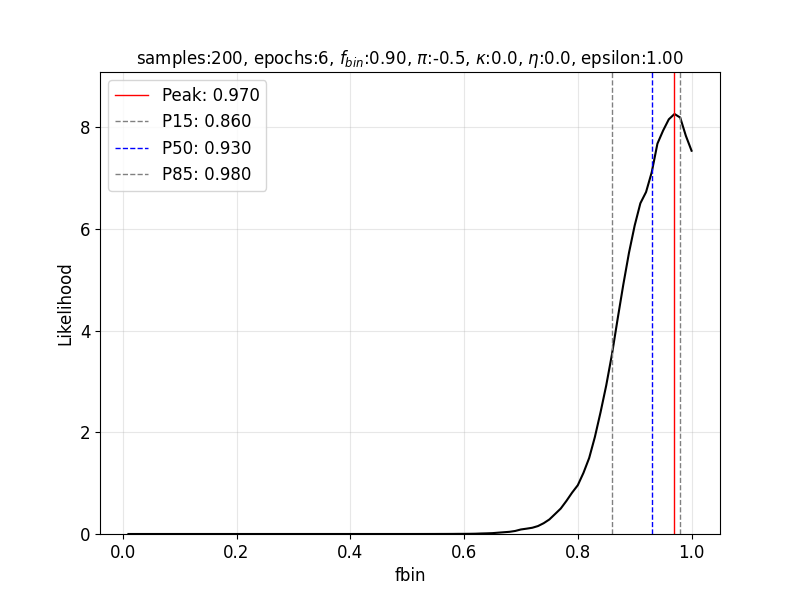 samples:200, epochs:6, f_bin:0.90, π:-0.5, κ:0.0, η:0.0, epsilon:1.00
Peak: 0.970
P15: 0.860
P50: 0.930
P85: 0.980
8
6
4
2
0
Likelihood
0.0 0.2 0.4 0.6 0.8 1.0
fbin